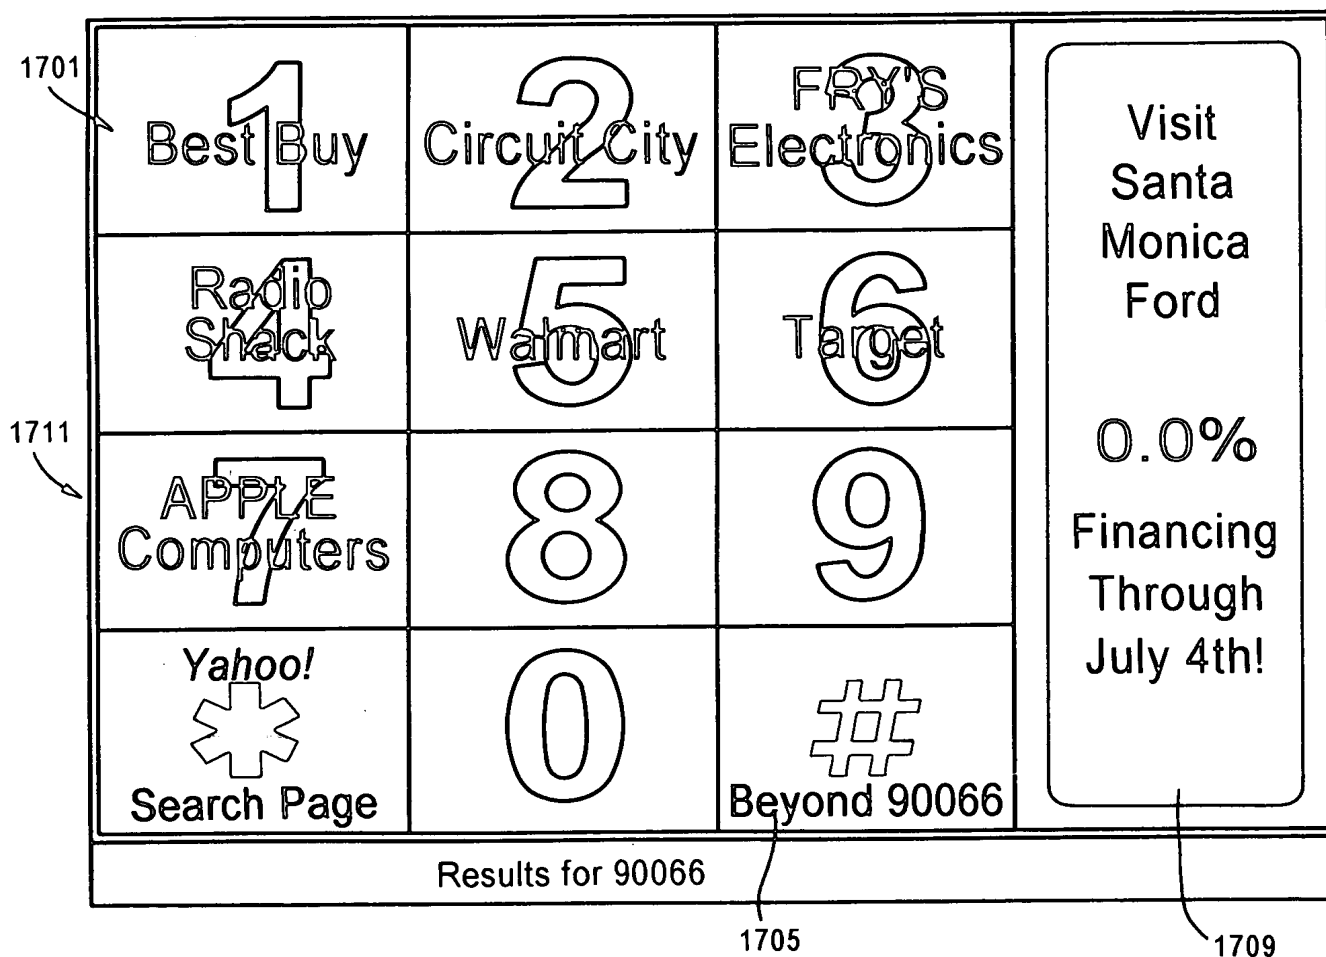 1701
1
Best Buy
2
Circuit City
3
FRY'S
Electronics
4
Radio
Shack
5
Walmart
6
Target
1711
7
APPLE
Computers
8
9
Yahoo!
*
Search Page
0
#
Beyond 90066
Visit
Santa
Monica
Ford
0.0%
Financing
Through
July 4th!
Results for 90066
1705
1709